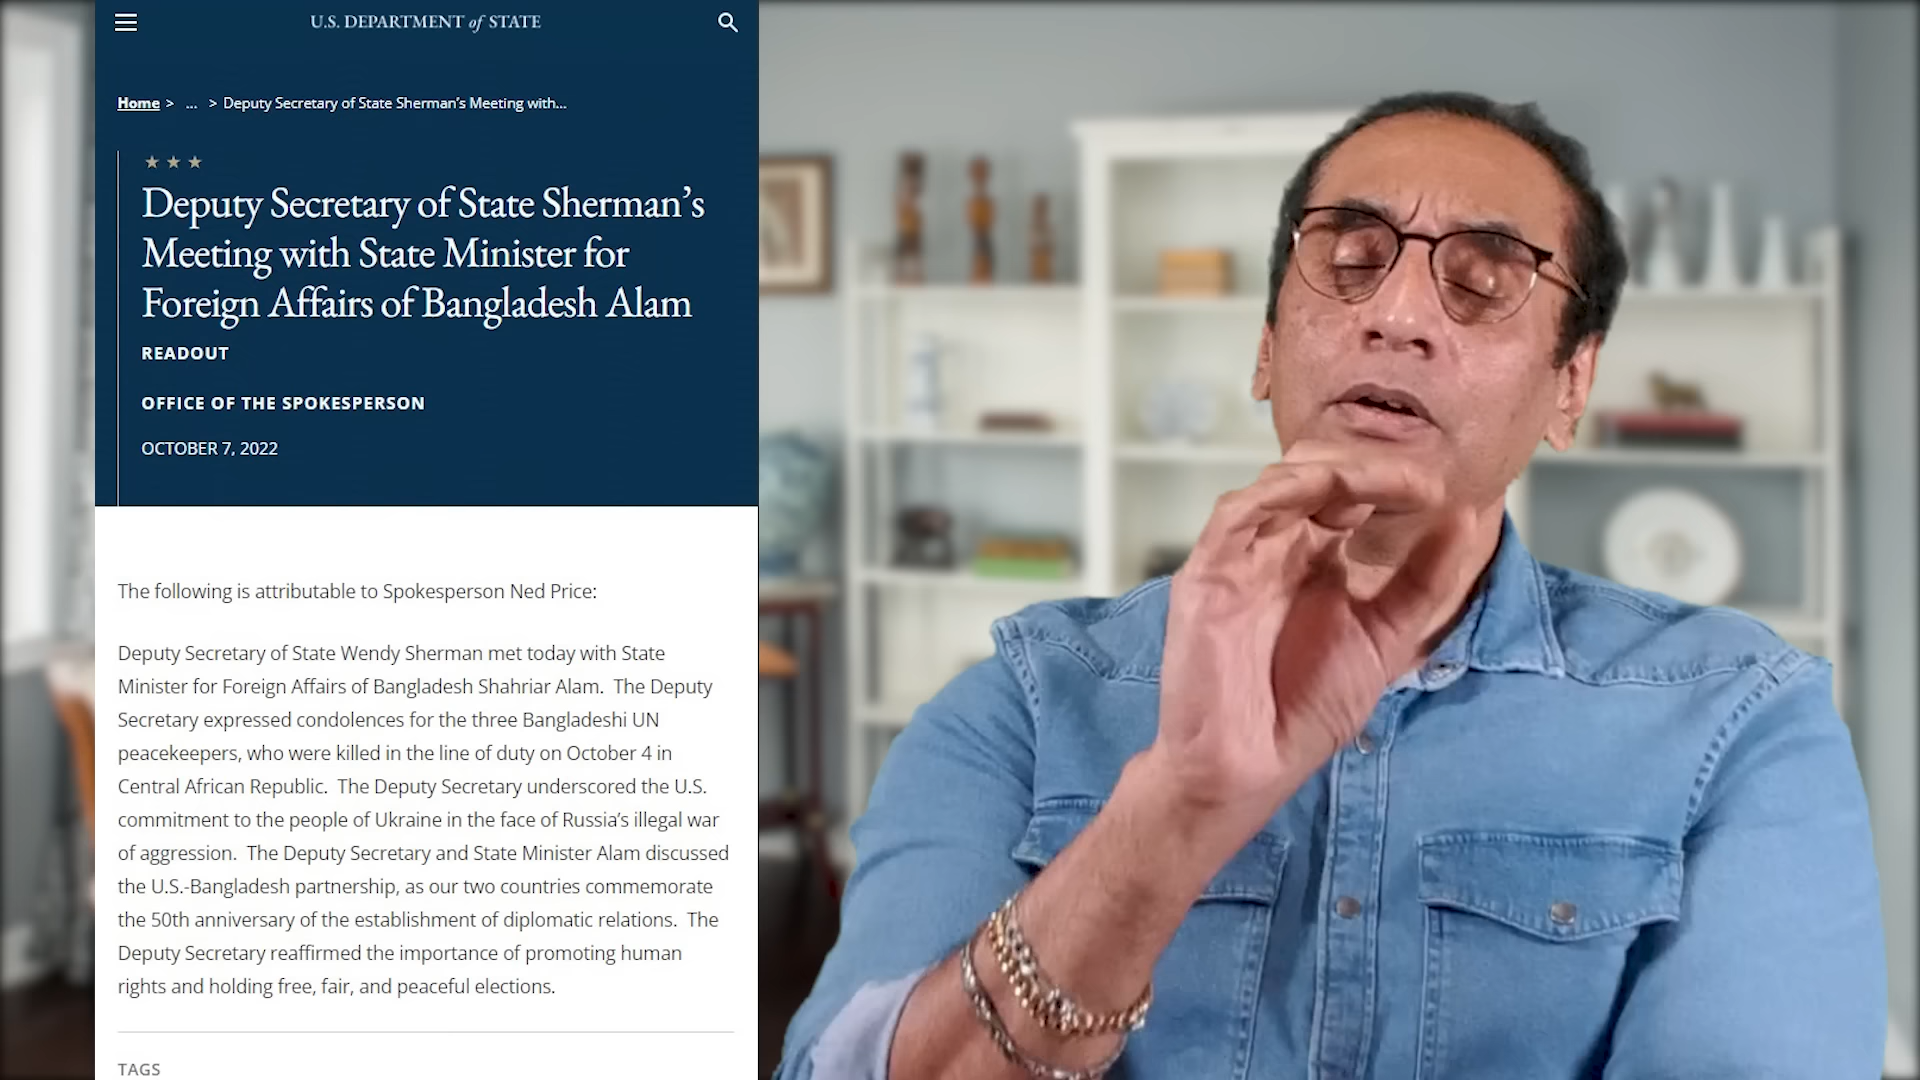 U.S. DEPARTMENT of STATE
Home > ... > Deputy Secretary of State Sherman's Meeting with...
Deputy Secretary of State Sherman’s
Meeting with State Minister for
Foreign Affairs of Bangladesh Alam
READOUT
OFFICE OF THE SPOKESPERSON
OCTOBER 7, 2022
The following is attributable to Spokesperson Ned Price:
Deputy Secretary of State Wendy Sherman met today with State
Minister for Foreign Affairs of Bangladesh Shahriar Alam.  The Deputy
Secretary expressed condolences for the three Bangladeshi UN
peacekeepers, who were killed in the line of duty on October 4 in
Central African Republic.  The Deputy Secretary underscored the U.S.
commitment to the people of Ukraine in the face of Russia’s illegal war
of aggression.  The Deputy Secretary and State Minister Alam discussed
the U.S.-Bangladesh partnership, as our two countries commemorate
the 50th anniversary of the establishment of diplomatic relations.  The
Deputy Secretary reaffirmed the importance of promoting human
rights and holding free, fair, and peaceful elections.
TAGS